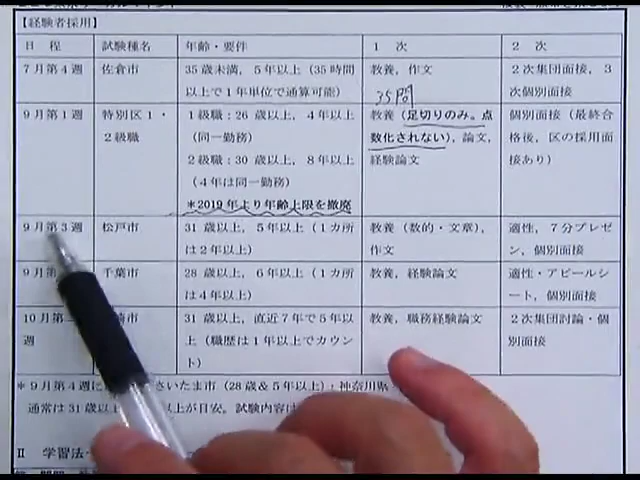 【経験者採用】
日 程 試験種名 年齢・要件 1 次 2 次
7月第4週 佐倉市 35歳未満，5年以上（35時間以上で1年単位で通算可能） 教養，作文 2次集団面接，3次個別面接
35問
9月第1週 特別区1・2級職 1級職：26歳以上，4年以上（同一勤務） 2級職：30歳以上，8年以上（4年は同一勤務） ＊2019年より年齢上限を撤廃 教養（足切りのみ。点数化されない），論文，経験論文 個別面接（最終合格後，区の採用面接あり）
9月第3週 松戸市 31歳以上，5年以上（1カ所は2年以上） 教養（数的・文章），作文 適性，7分プレゼン，個別面接
9月第 千葉市 28歳以上，6年以上（1カ所は4年以上） 教養，経験論文 適性・アピールシート，個別面接
10月第 週 崎市 31歳以上，直近7年で5年以上（職歴は1年以上でカウント） 教養，職務経験論文 2次集団討論・個別面接
＊9月第4週に さいたま市（28歳＆5年以上）・神奈川県
通常は31歳以 以上が目安。試験内容は
Ⅱ 学習法